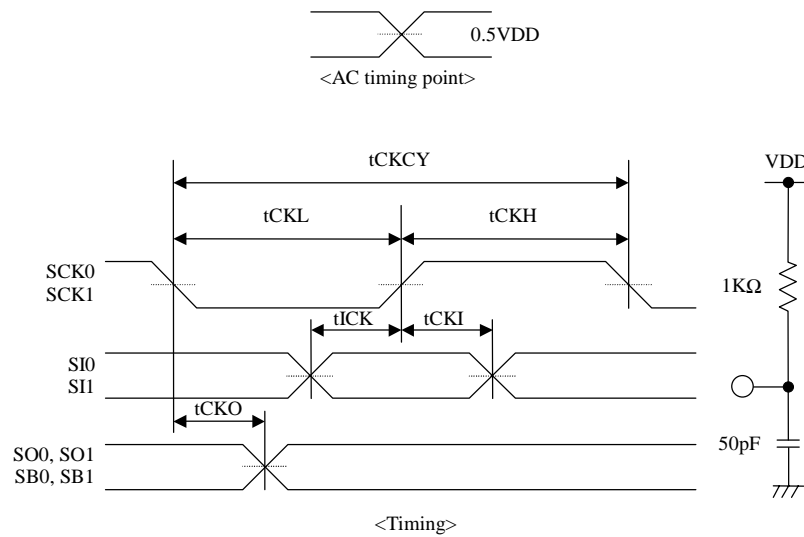 0.5VDD
<AC timing point>
tCKCY
VDD
tCKL
tCKH
SCK0
SCK1
1KΩ
tICK
tCKI
SI0
SI1
tCKO
SO0, SO1
SB0, SB1
50pF
<Timing>